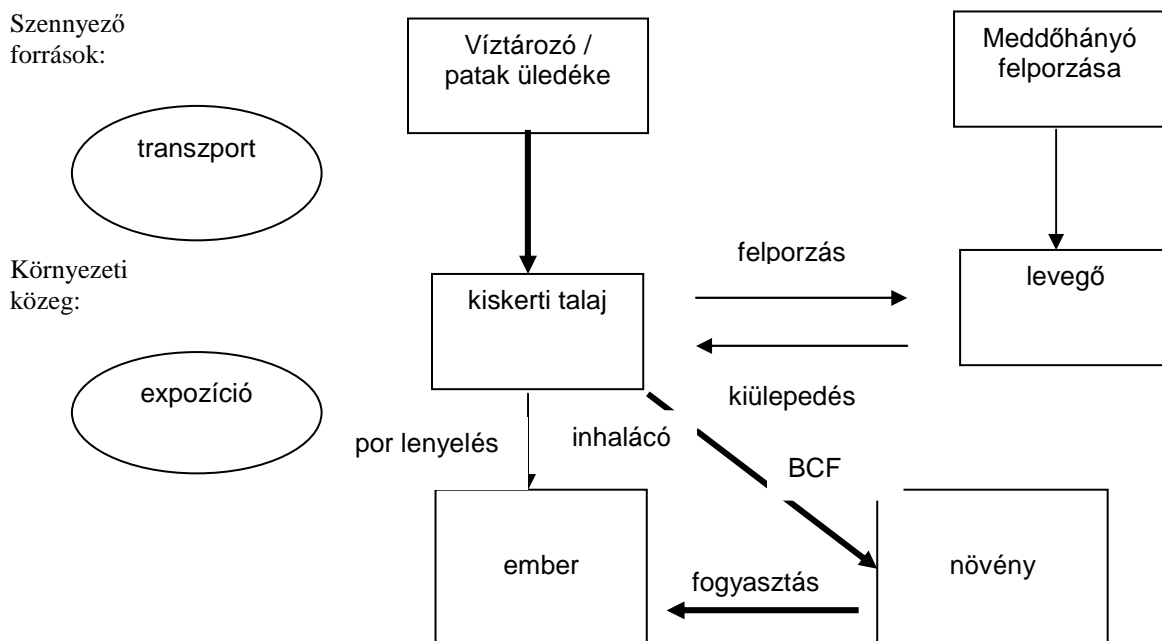 Szennyező
források:
Víztározó /
patak üledéke
Meddőhányó
felporzása
transzport
Környezeti
közeg:
kiskerti talaj
felporzás
levegő
kiülepedés
expozíció
por lenyelés
inhalácó
BCF
ember
fogyasztás
növény